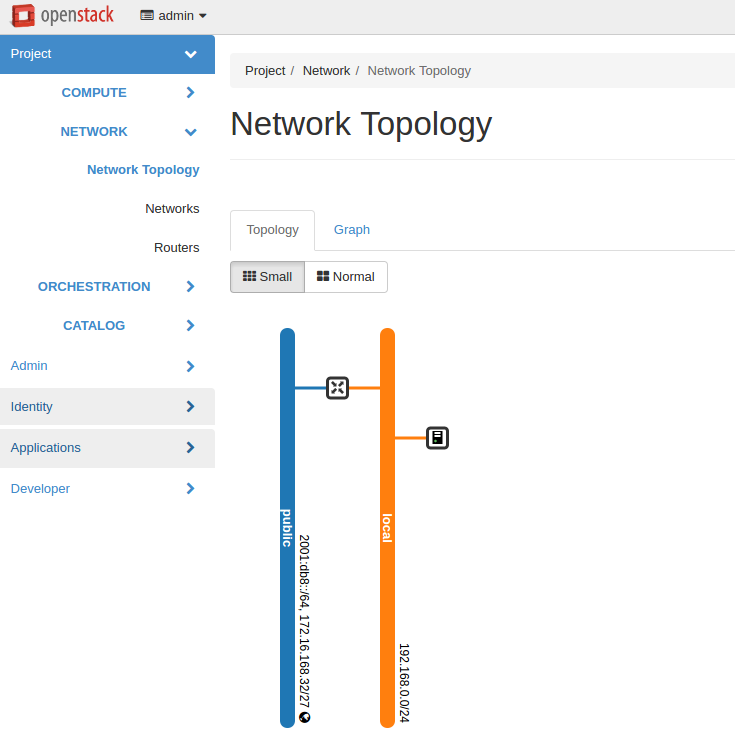 openstack admin
Project
Project / Network / Network Topology
COMPUTE
NETWORK
Network Topology
Networks
Routers
ORCHESTRATION
CATALOG
Admin
Identity
Applications
Developer
Network Topology
Topology Graph
Small Normal
public
2001:db8::/64, 172.16.168.32/27
local
192.168.0.0/24